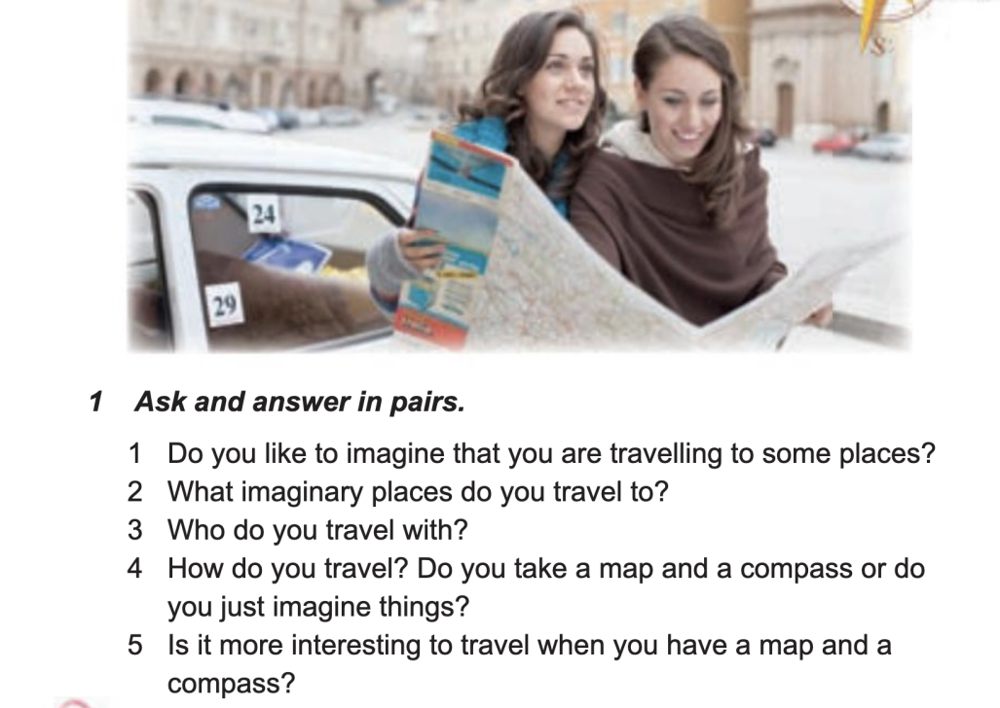 S
24
29
1 Ask and answer in pairs.
1 Do you like to imagine that you are travelling to some places?
2 What imaginary places do you travel to?
3 Who do you travel with?
4 How do you travel? Do you take a map and a compass or do
you just imagine things?
5 Is it more interesting to travel when you have a map and a
compass?